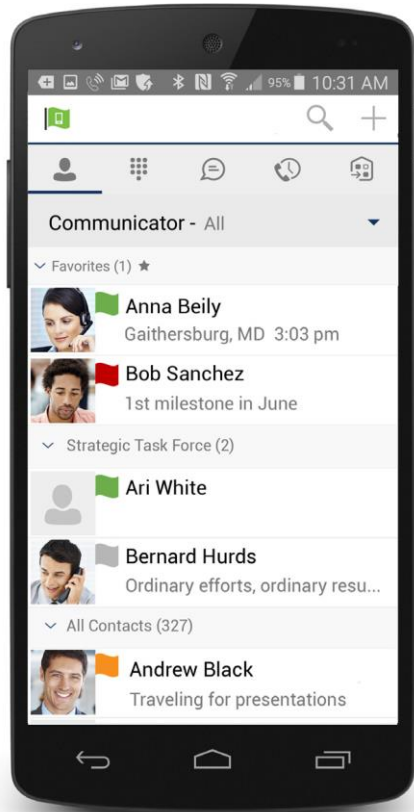 95% 10:31 AM
Communicator - All
Favorites (1)
Anna Beily
Gaithersburg, MD 3:03 pm
Bob Sanchez
1st milestone in June
Strategic Task Force (2)
Ari White
Bernard Hurds
Ordinary efforts, ordinary resu...
All Contacts (327)
Andrew Black
Traveling for presentations